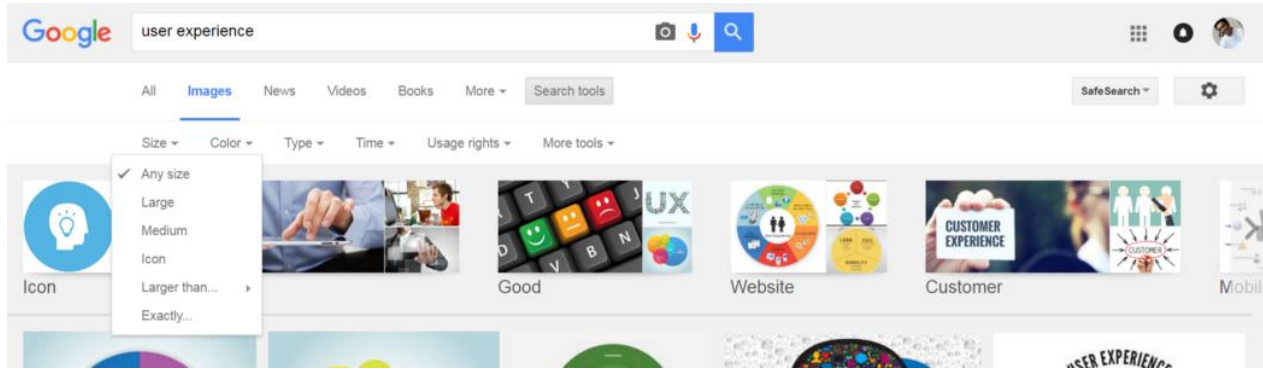 Google user experience
All Images News Videos Books More Search tools SafeSearch
Size Color Type Time Usage rights More tools
Any size
Large
Medium
Icon
Larger than...
Exactly...
UX
CUSTOMER
EXPERIENCE
CUSTOMER
Icon Good Website Customer Mobil
USER EXPERIENCE